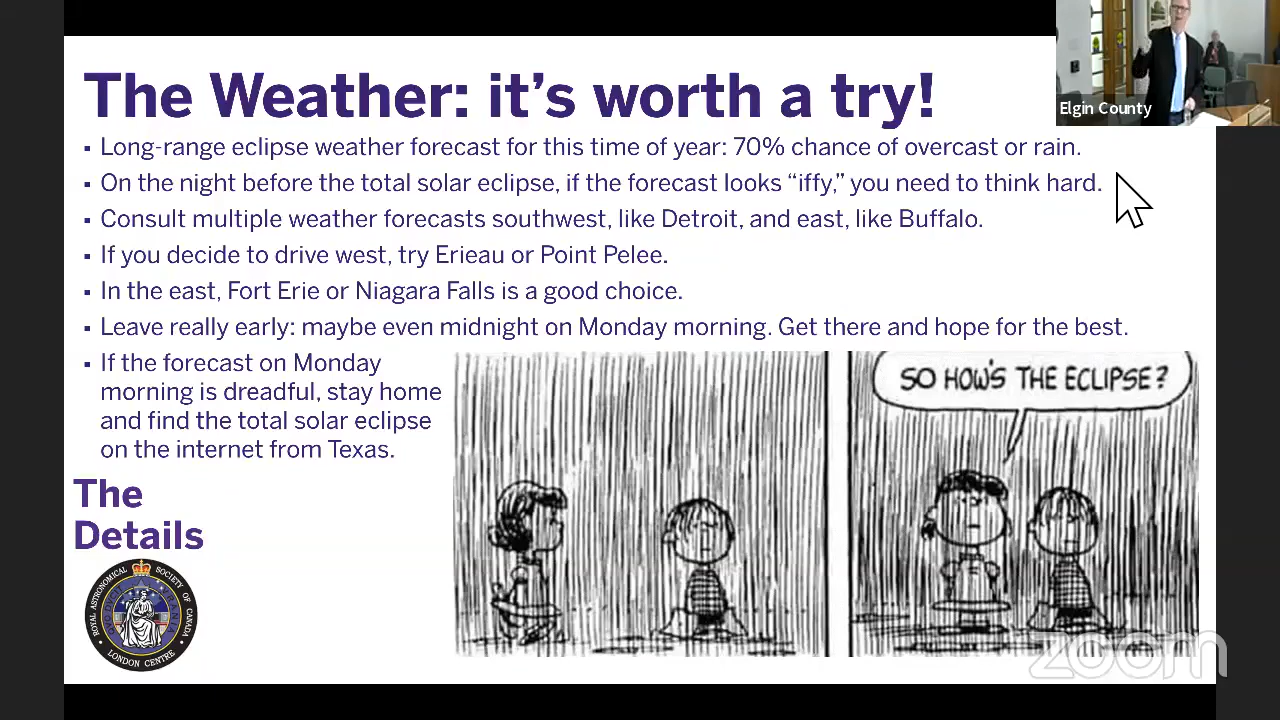 The Weather: it’s worth a try!
Elgin County
▪ Long-range eclipse weather forecast for this time of year: 70% chance of overcast or rain.
▪ On the night before the total solar eclipse, if the forecast looks “iffy,” you need to think hard.
▪ Consult multiple weather forecasts southwest, like Detroit, and east, like Buffalo.
▪ If you decide to drive west, try Erieau or Point Pelee.
▪ In the east, Fort Erie or Niagara Falls is a good choice.
▪ Leave really early: maybe even midnight on Monday morning. Get there and hope for the best.
▪ If the forecast on Monday
morning is dreadful, stay home
and find the total solar eclipse
on the internet from Texas.
SO HOW'S THE ECLIPSE?
The
Details
ROYAL ASTRONOMICAL SOCIETY OF CANADA
LONDON CENTRE
zoom